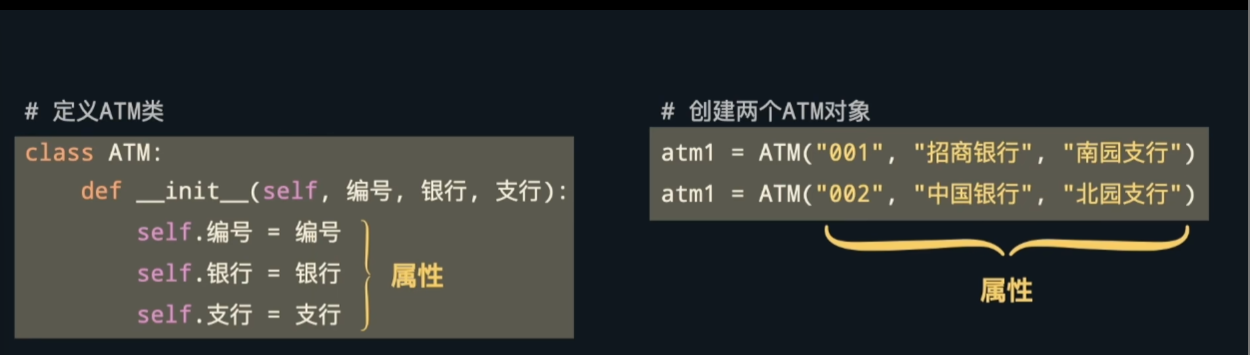 # 定义ATM类
class ATM:
def __init__(self, 编号, 银行, 支行):
self.编号 = 编号
self.银行 = 银行
self.支行 = 支行
属性
# 创建两个ATM对象
atm1 = ATM("001", "招商银行", "南园支行")
atm1 = ATM("002", "中国银行", "北园支行")
属性